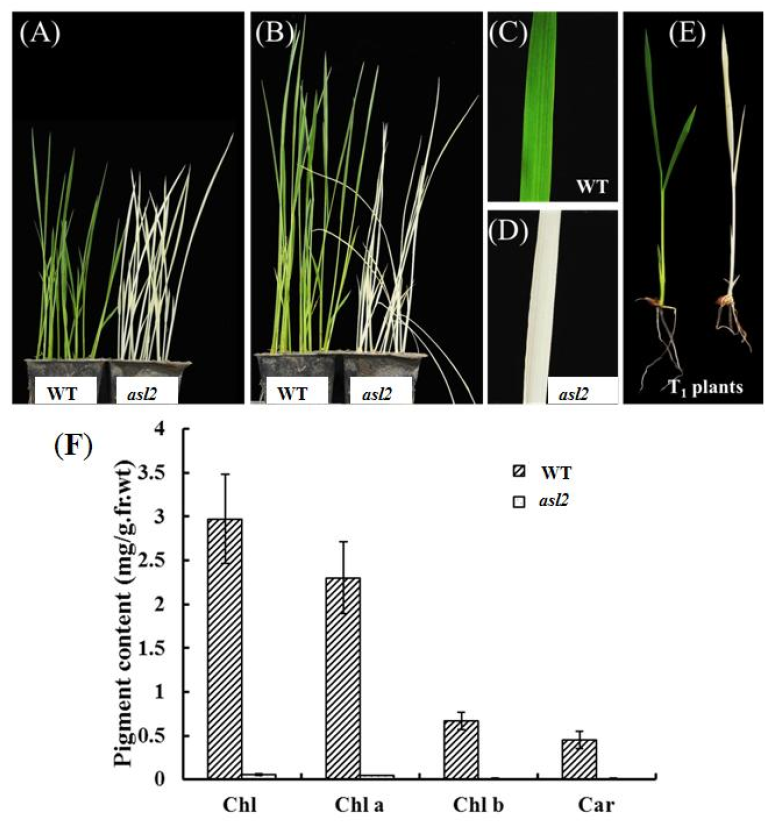 (A)
(B)
(C)
(E)
WT
(D)
WT
asl2
WT
asl2
asl2
T1 plants
(F)
Pigment content (mg/g.fr.wt)
4
3.5
3
2.5
2
1.5
1
0.5
0
WT
asl2
Chl
Chl a
Chl b
Car